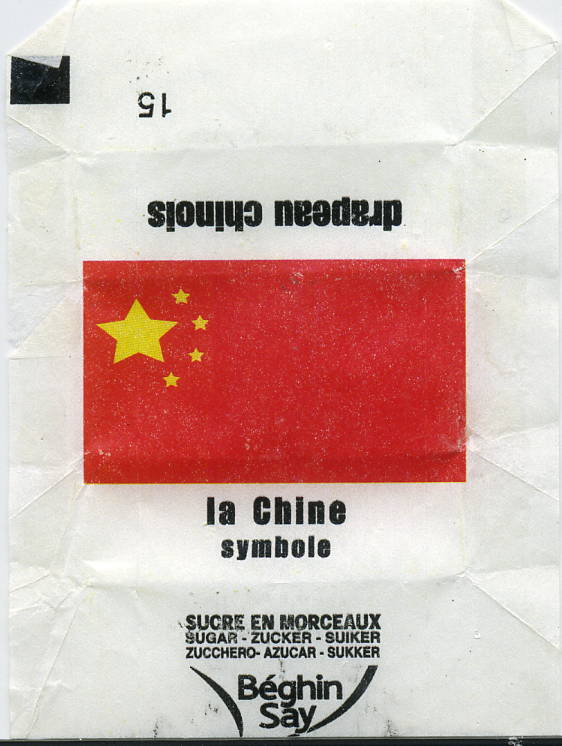 15
drapeau chinois
la Chine
symbole
SUCRE EN MORCEAUX
SUGAR - ZUCKER - SUIKER
ZUCCHERO- AZUCAR - SUKKER
Béghin
Say